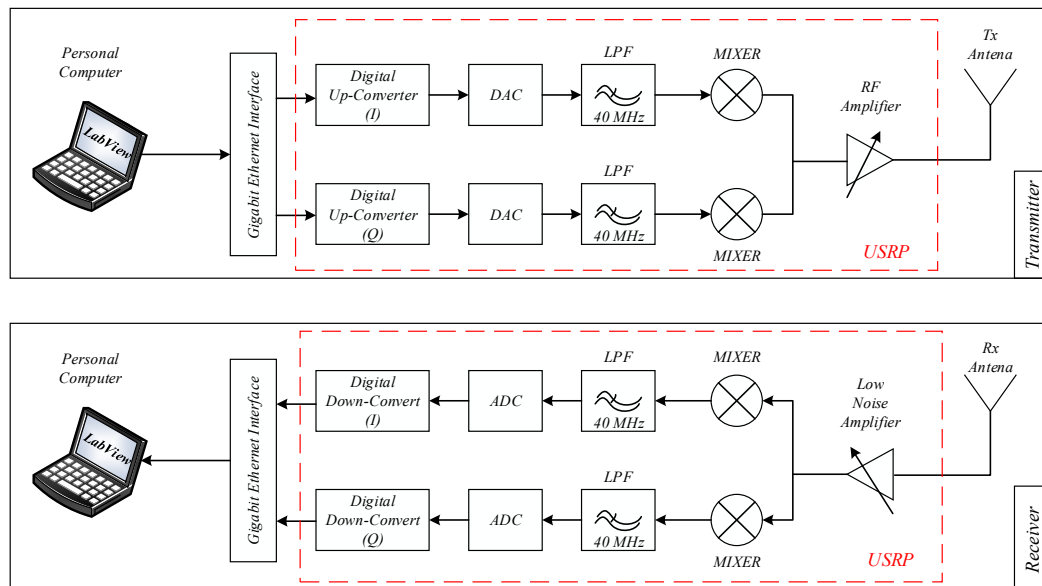 Personal
Computer
LabView
Gigabit Ethernet Interface
Digital
Up-Converter
(I)
DAC
LPF
40 MHz
MIXER
RF
Amplifier
Tx
Antena
Digital
Up-Converter
(Q)
DAC
LPF
40 MHz
MIXER
USRP
Transmitter
Personal
Computer
LabView
Gigabit Ethernet Interface
Digital
Down-Convert
(I)
ADC
LPF
40 MHz
MIXER
Low
Noise
Amplifier
Rx
Antena
Digital
Down-Convert
(Q)
ADC
LPF
40 MHz
MIXER
USRP
Receiver